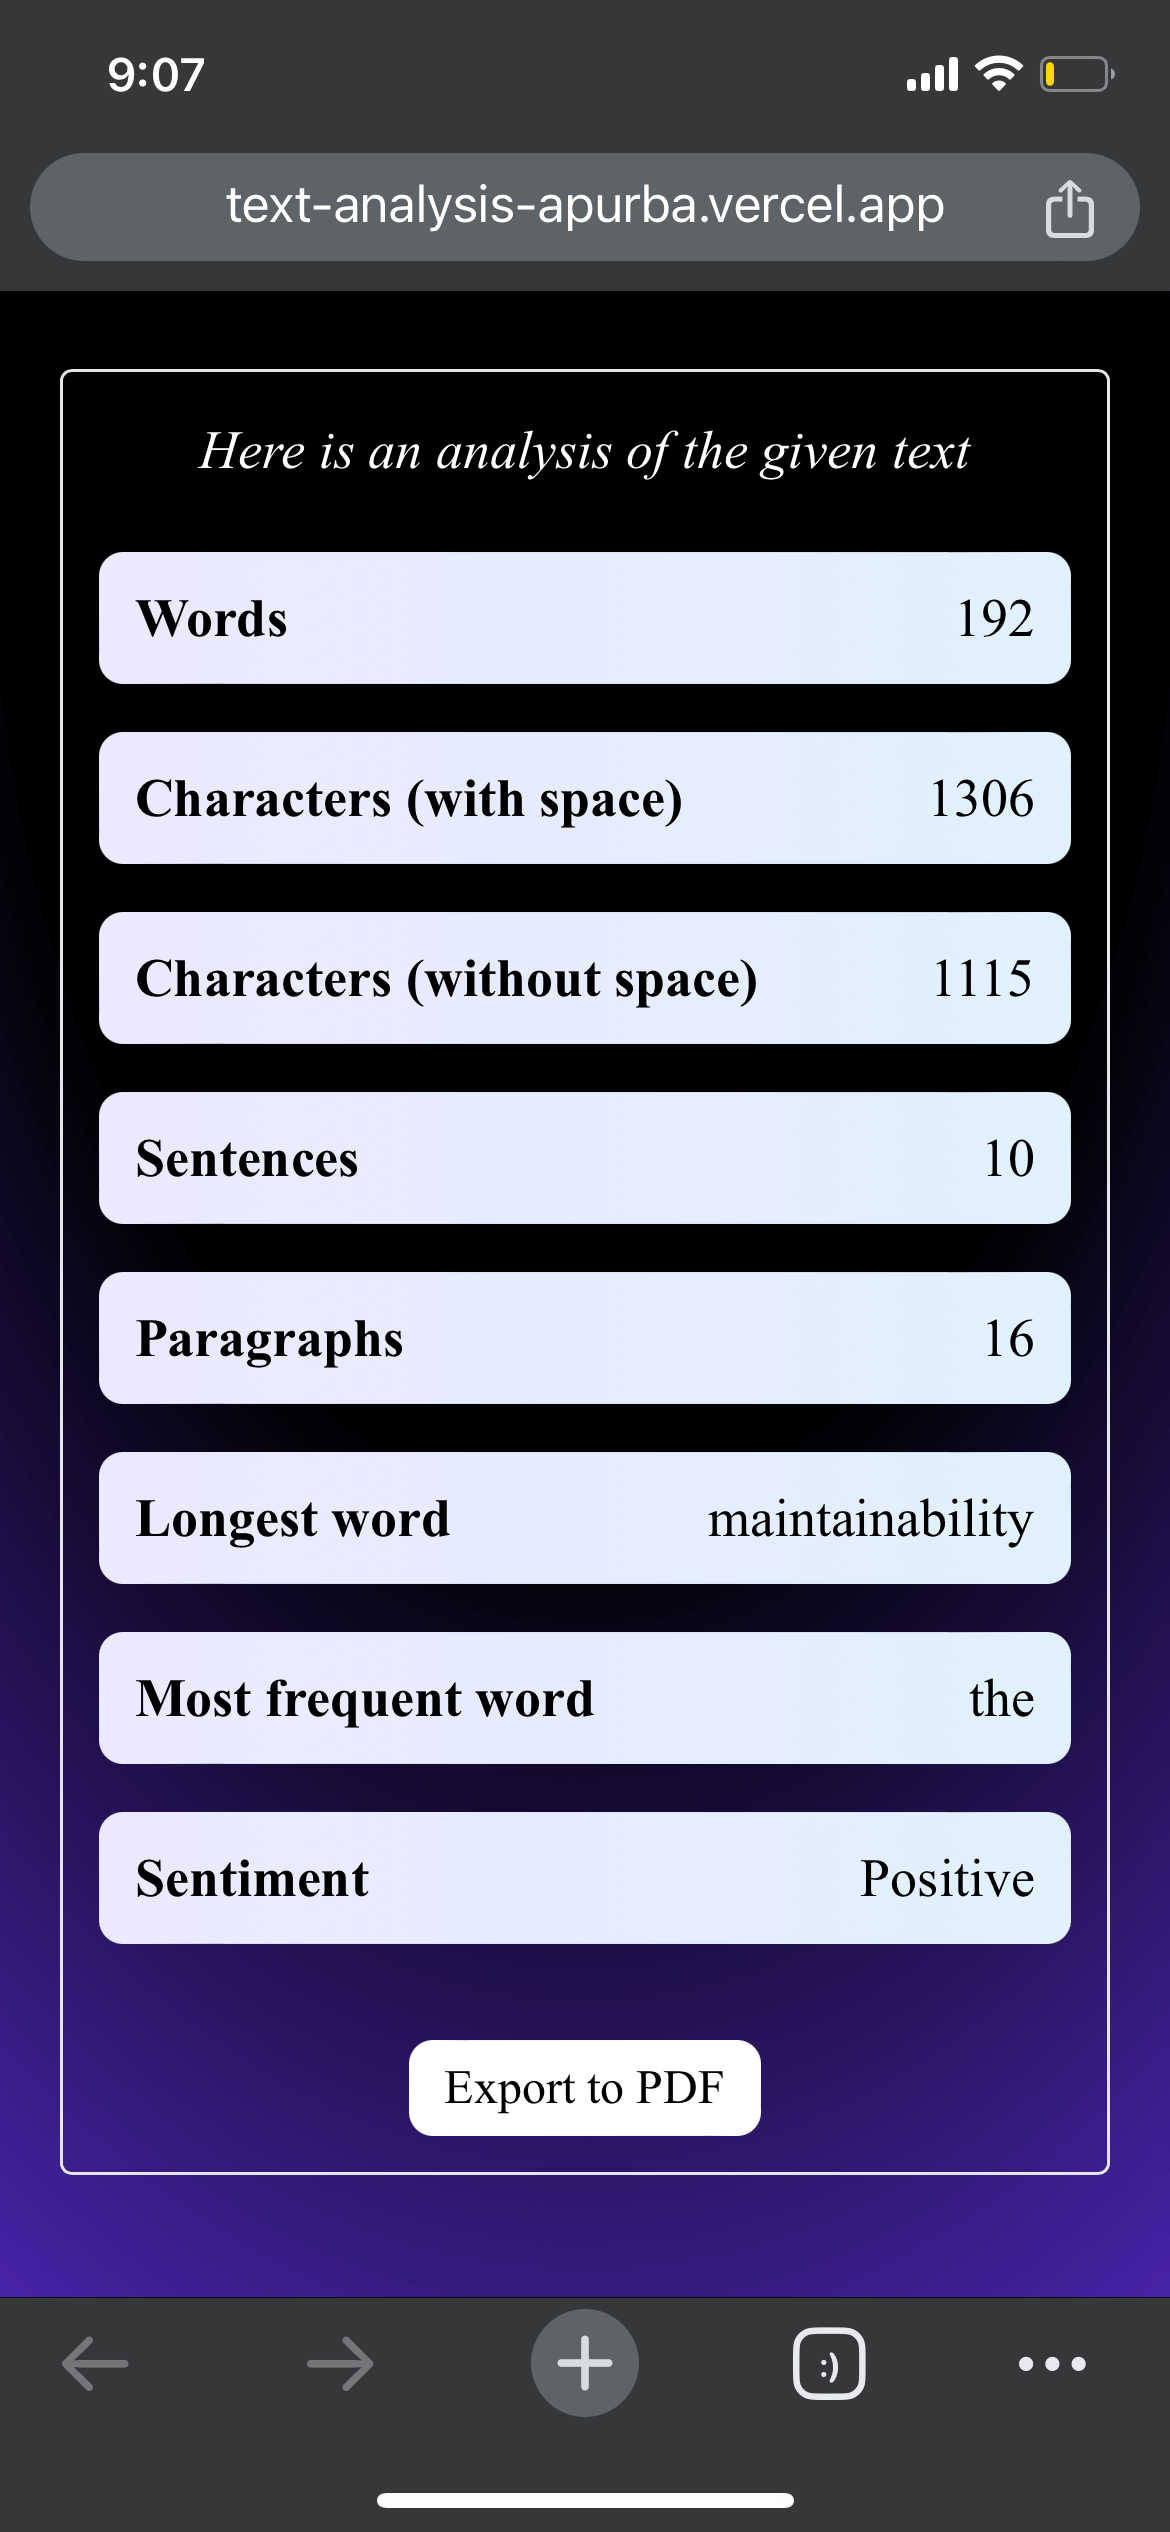 9:07
text-analysis-apurba.vercel.app
Here is an analysis of the given text
Words 192
Characters (with space) 1306
Characters (without space) 1115
Sentences 10
Paragraphs 16
Longest word maintainability
Most frequent word the
Sentiment Positive
Export to PDF
:)